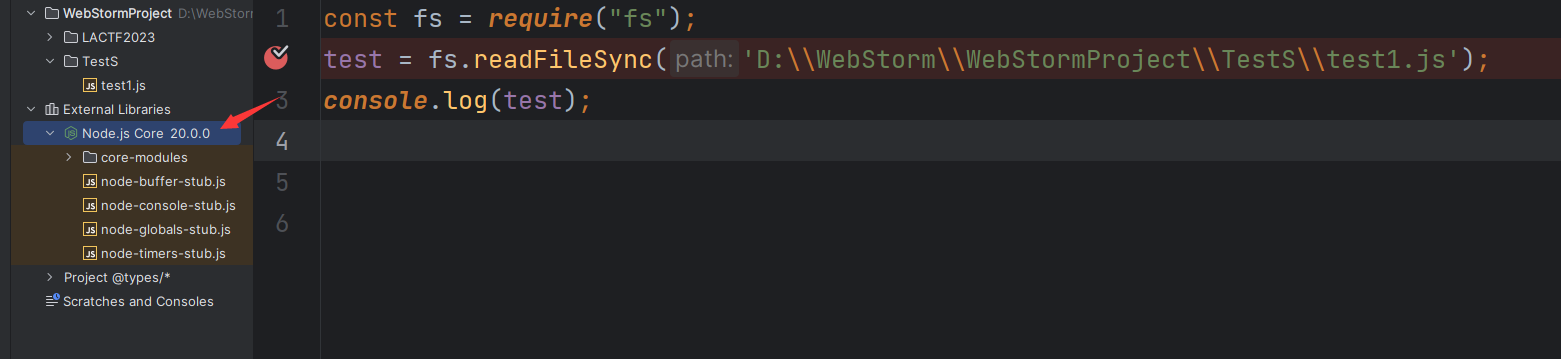 WebStormProject D:\WebStorm
LACTF2023
TestS
test1.js
External Libraries
Node.js Core 20.0.0
core-modules
node-buffer-stub.js
node-console-stub.js
node-globals-stub.js
node-timers-stub.js
Project @types/*
Scratches and Consoles
1 const fs = require("fs");
test = fs.readFileSync( path: 'D:\\WebStorm\\WebStormProject\\TestS\\test1.js');
3 console.log(test);
4
5
6